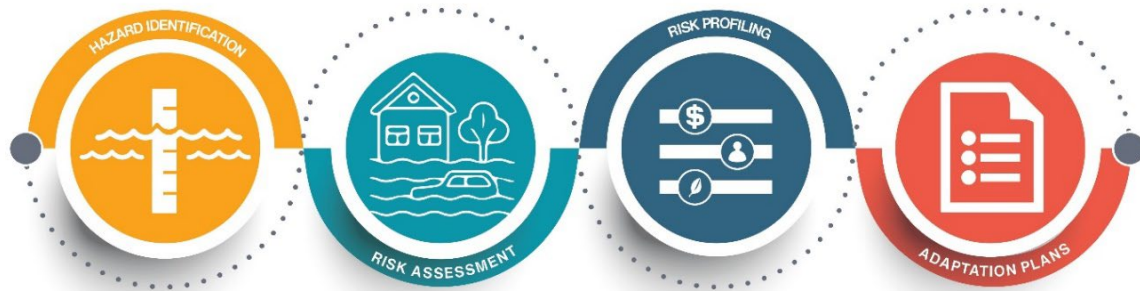 HAZARD IDENTIFICATION
RISK ASSESSMENT
RISK PROFILING
$
ADAPTATION PLANS